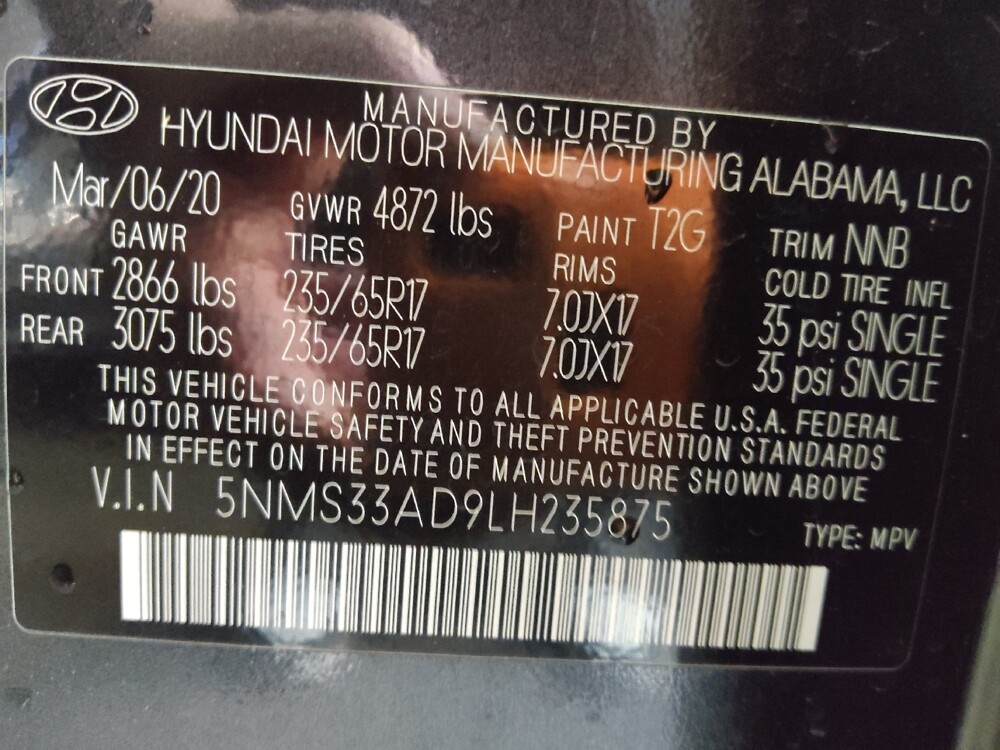 MANUFACTURED BY
HYUNDAI MOTOR MANUFACTURING ALABAMA, LLC
Mar/06/20 GVWR 4872 lbs PAINT T2G TRIM NNB
GAWR TIRES RIMS COLD TIRE INFL
FRONT 2866 lbs 235/65R17 7.0JX17 35 psi SINGLE
REAR 3075 lbs 235/65R17 7.0JX17 35 psi SINGLE
THIS VEHICLE CONFORMS TO ALL APPLICABLE U.S.A. FEDERAL
MOTOR VEHICLE SAFETY AND THEFT PREVENTION STANDARDS
IN EFFECT ON THE DATE OF MANUFACTURE SHOWN ABOVE
V.I.N 5NMS33AD9LH235875
TYPE: MPV